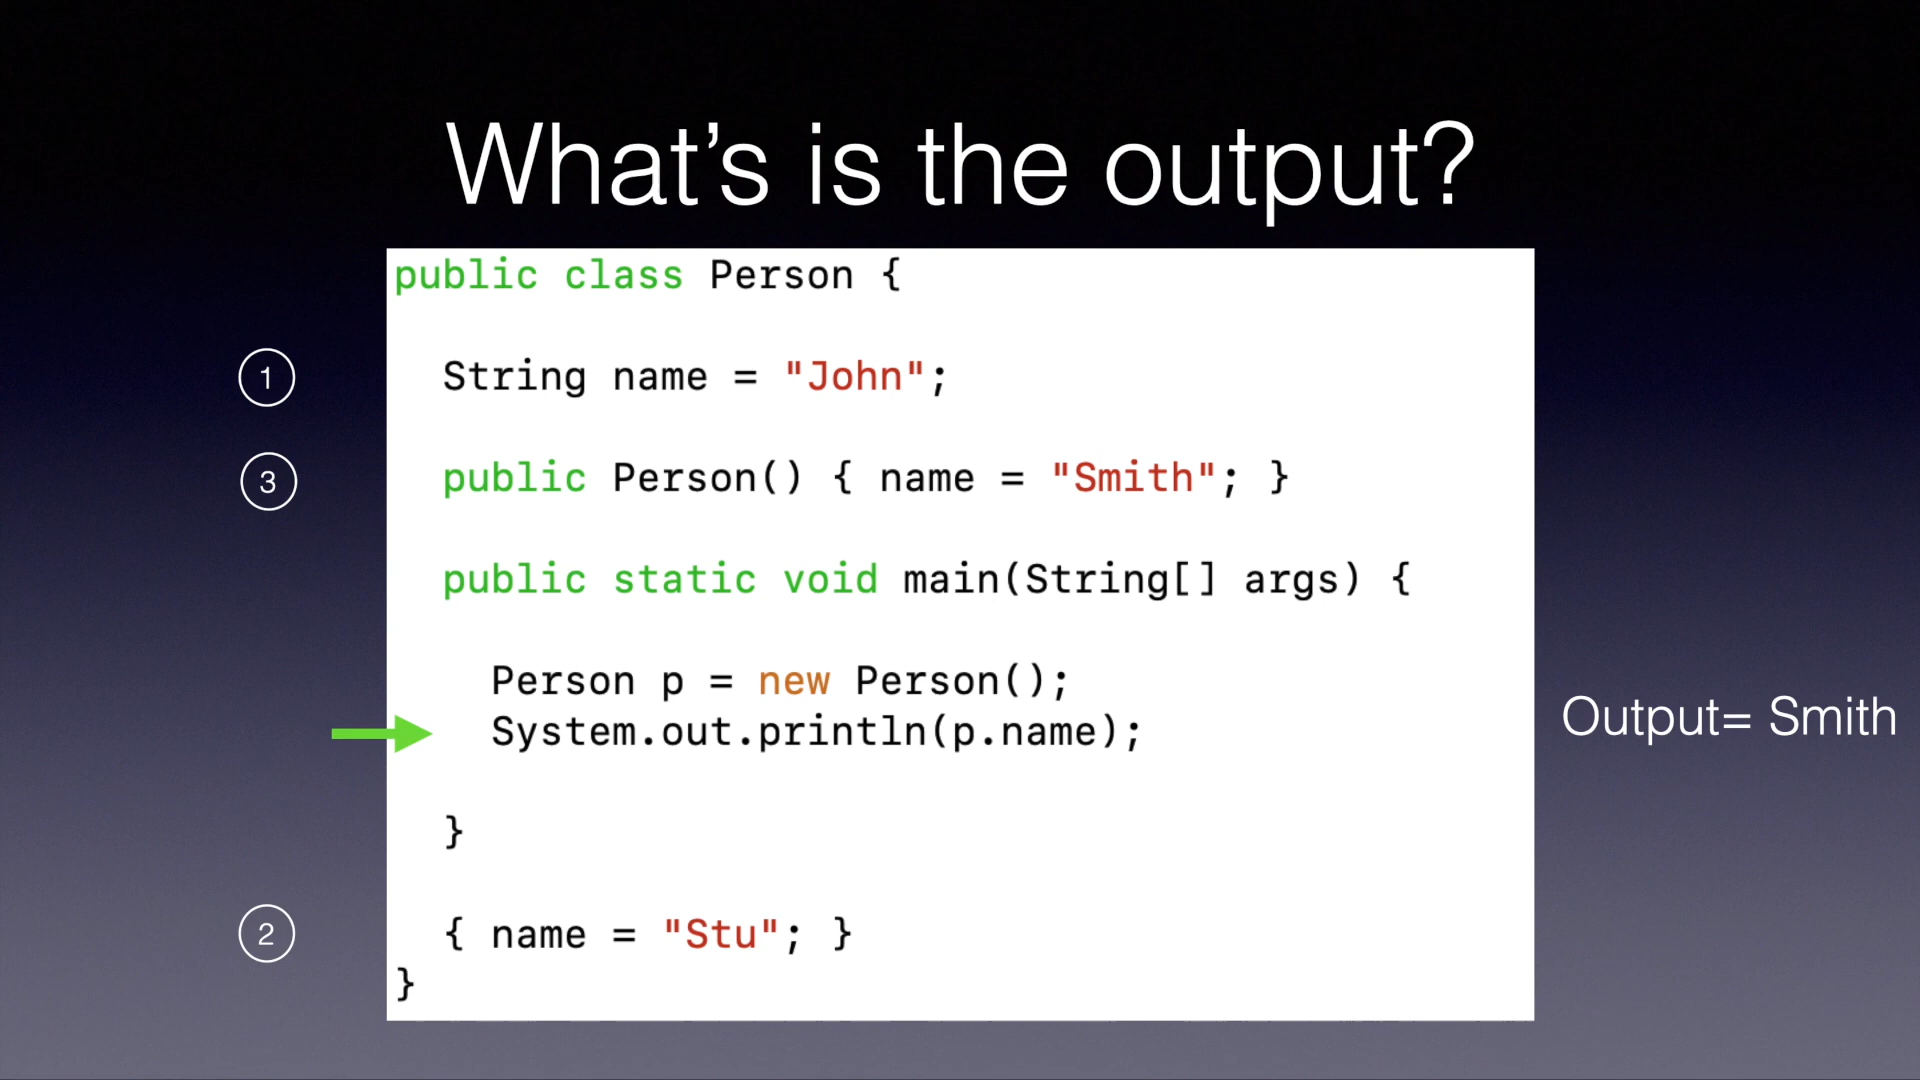 What’s is the output?
public class Person {
1
String name = "John";
3
public Person() { name = "Smith"; }
public static void main(String[] args) {
Person p = new Person();
System.out.println(p.name);
Output= Smith
}
2
{ name = "Stu"; }
}